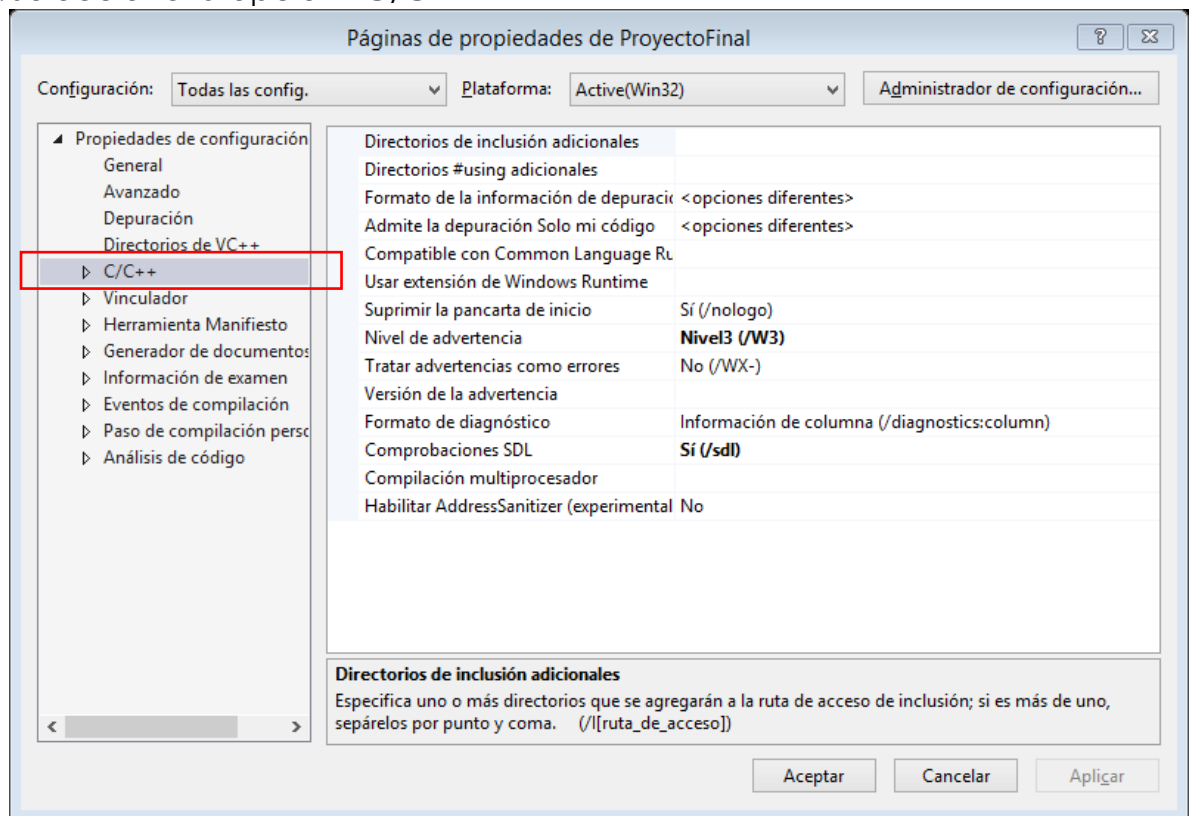 Páginas de propiedades de ProyectoFinal
Configuración: Todas las config. Plataforma: Active(Win32) Administrador de configuración...
Propiedades de configuración
General
Avanzado
Depuración
Directorios de VC++
C/C++
Vinculador
Herramienta Manifiesto
Generador de documentos
Información de examen
Eventos de compilación
Paso de compilación perso
Análisis de código
Directorios de inclusión adicionales
Directorios #using adicionales
Formato de la información de depuració <opciones diferentes>
Admite la depuración Solo mi código <opciones diferentes>
Compatible con Common Language Ru
Usar extensión de Windows Runtime
Suprimir la pancarta de inicio Sí (/nologo)
Nivel de advertencia Nivel3 (/W3)
Tratar advertencias como errores No (/WX-)
Versión de la advertencia
Formato de diagnóstico Información de columna (/diagnostics:column)
Comprobaciones SDL Sí (/sdl)
Compilación multiprocesador
Habilitar AddressSanitizer (experimental No
Directorios de inclusión adicionales
Especifica uno o más directorios que se agregarán a la ruta de acceso de inclusión; si es más de uno,
sepárelos por punto y coma. (/I[ruta_de_acceso])
Aceptar Cancelar Aplicar